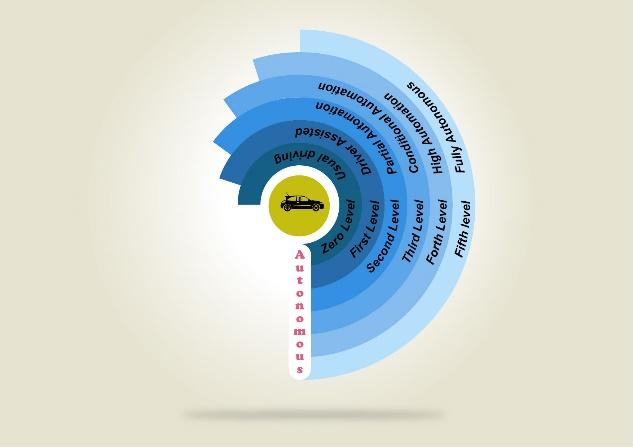 Usual driving
Zero Level
Driver Assisted
First Level
Partial Automation
Second Level
Conditional Automation
Third Level
High Automation
Forth Level
Fully Autonomous
Fifth level
Autonomous